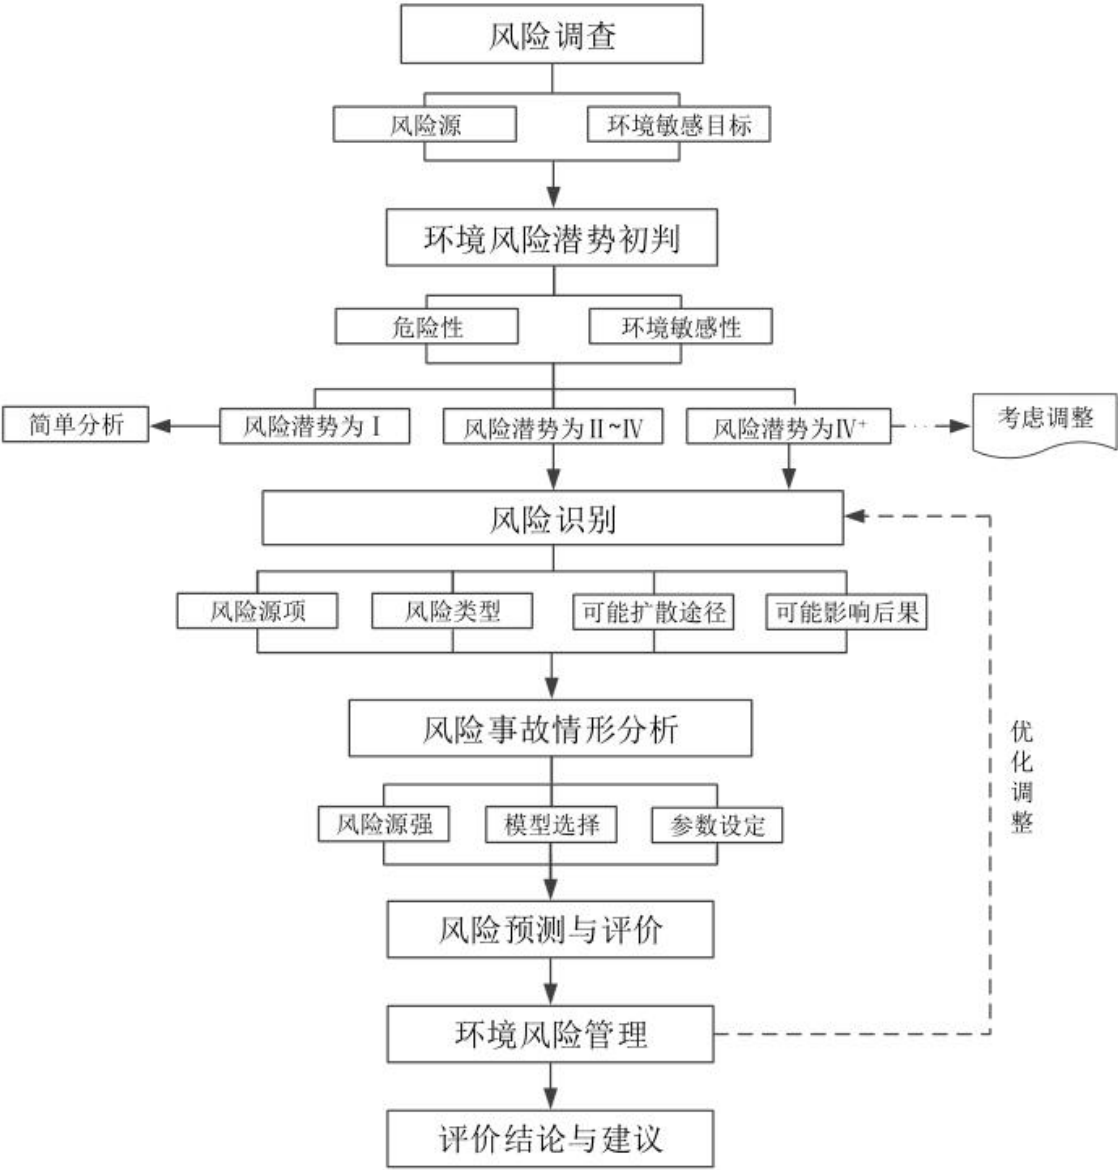 风险调查
风险源
环境敏感目标
环境风险潜势初判
危险性
环境敏感性
简单分析
风险潜势为Ⅰ
风险潜势为Ⅱ~Ⅳ
风险潜势为Ⅳ⁺
考虑调整
风险识别
风险源项
风险类型
可能扩散途径
可能影响后果
风险事故情形分析
优化调整
风险源强
模型选择
参数设定
风险预测与评价
环境风险管理
评价结论与建议